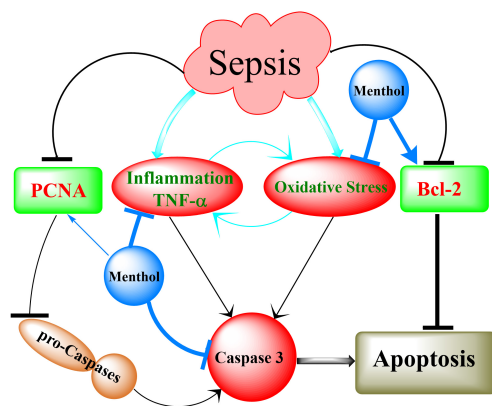 Sepsis
Menthol
PCNA
Inflammation
TNF-α
Oxidative Stress
Bcl-2
Menthol
pro-Caspases
Caspase 3
Apoptosis